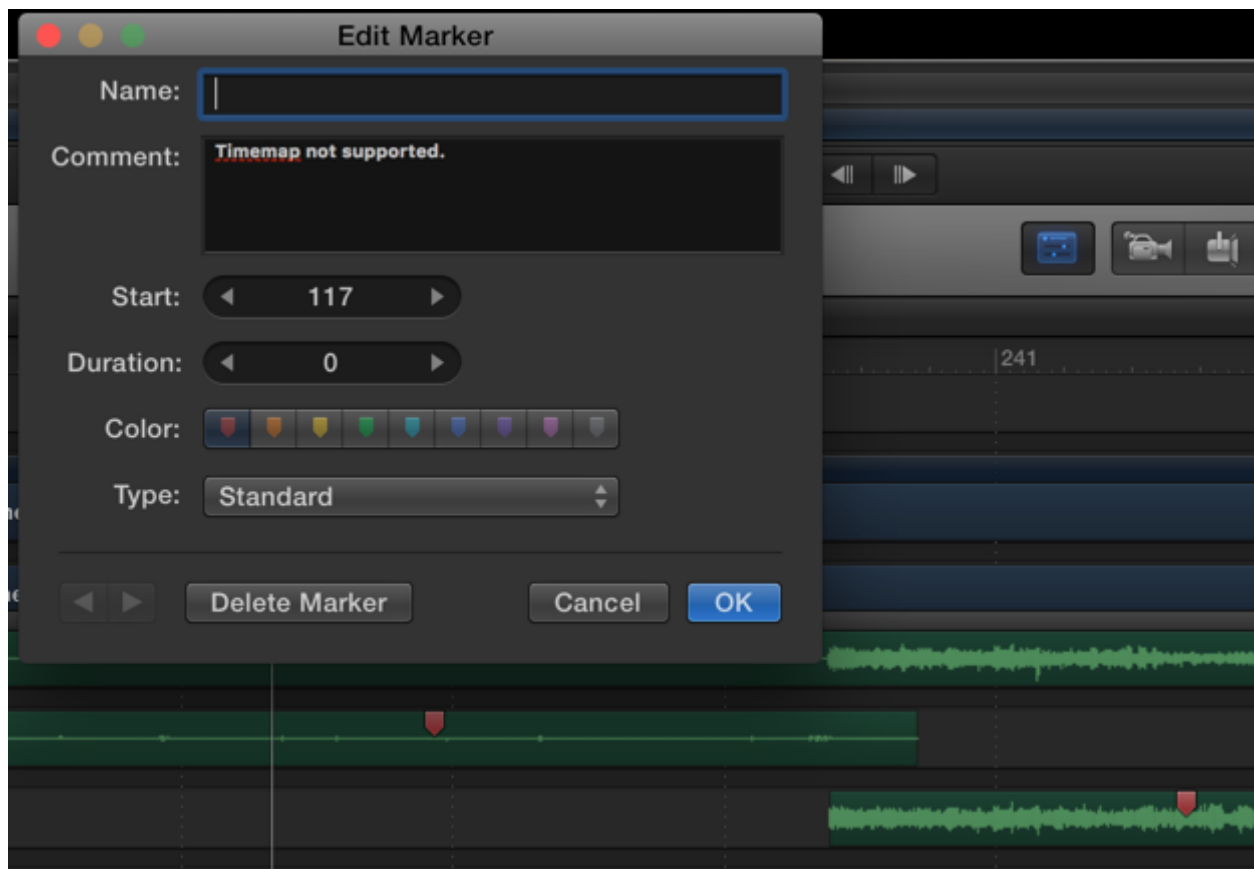 Edit Marker
Name:
Comment: Timemap not supported.
Start: 117
Duration: 0
241
Color:
Type: Standard
Delete Marker Cancel OK